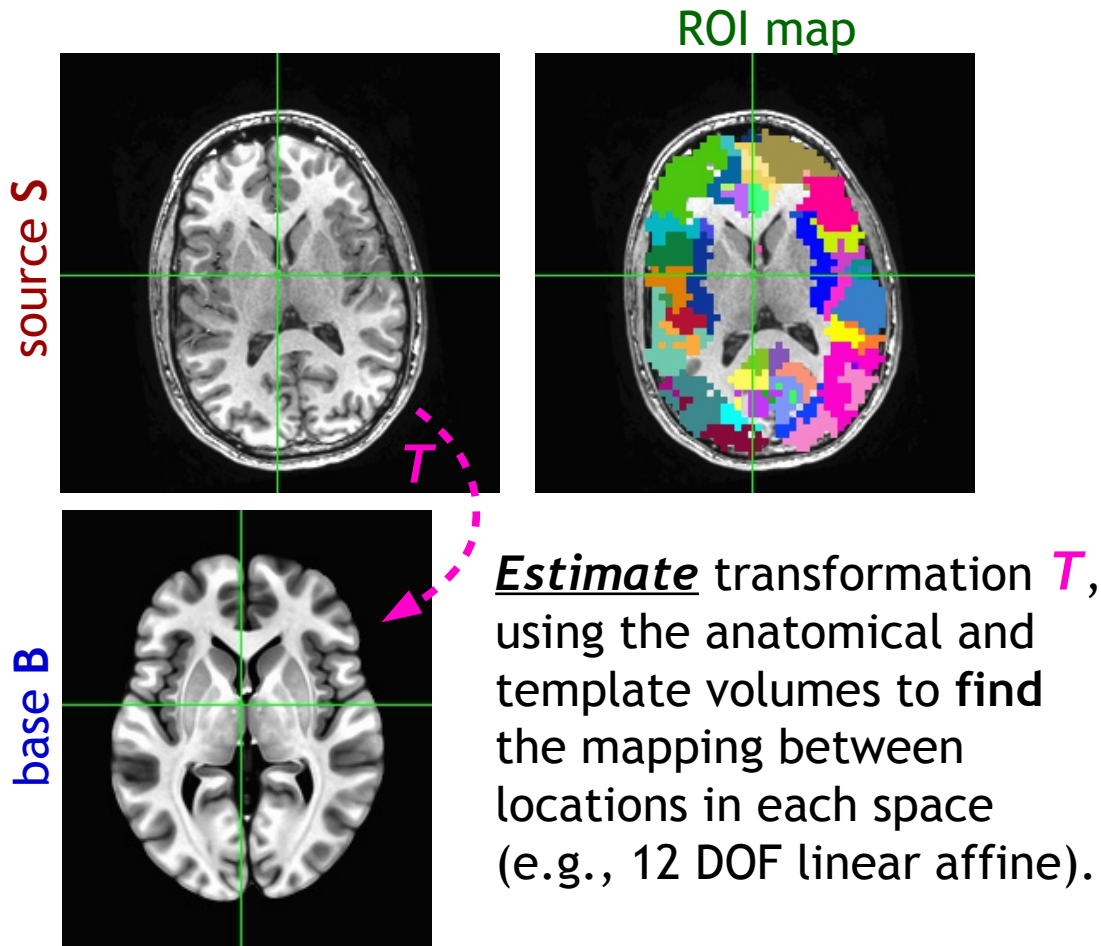 ROI map
source S
T
base B
Estimate transformation T,
using the anatomical and
template volumes to find
the mapping between
locations in each space
(e.g., 12 DOF linear affine).